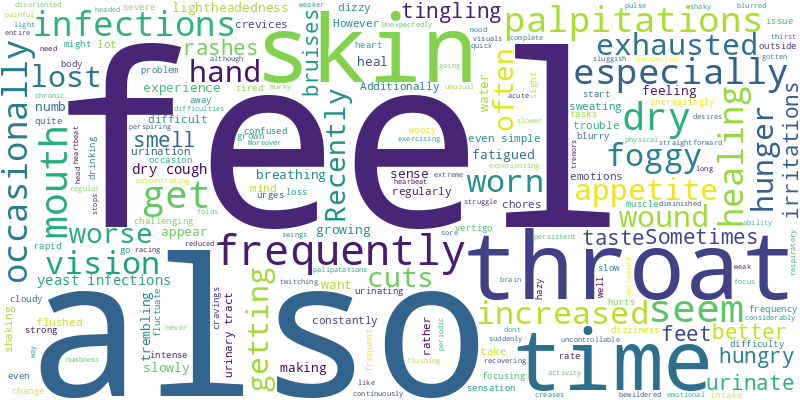 feel
also
throat
skin
time
frequently
palpitations
infections
occasionally
especially
exhausted
appetite
increased
hungry
healing
vision
worse
mouth
lost
hand
rashes
bruises
tingling
often
worn
dry
foggy
hunger
irritations
wound
taste
Sometimes
seem
feet
better
urinate
cuts
get
getting
Recently
smell
numb
lightheadedness
crevices
However
dizzy
heart
heal
Additionally
experience
tired
away
difficult
difficulties
urination
confused
Moreover
occasion
grown
breathing
dry cough
sense
mind
urges
loss
regularly
growing
appear
challenging
folds
yeast infections
rapid
go
racing
reduced
swings
sore
vertigo
persistent
palipatations
want
twitching
urinating
brain
hazy
well
slow
weak
focus
hurts
respiratory
ability
diminished
muscle
emotions
struggle
chores
fatigued
even simple
woozy
exercising
experiencing
hearbeat
extreme
tremors
blurry
trouble
tasks
increasingly
sweating
start
feeling
outside
issue
water
unusual
going
murky
acute
slower
sight
unexpected
sluggish
gotten
thirst
desires
physical
straightforward
long
shaky
blurred
pulse
mood
visuals
quick
complete
weaker
Unexpectedly
disoriented
headed
severe
painful
light
entire
need
might
lot
body
problem
although
chronic
quite
perspiring
drinking
head
heartbeat
stops
regular
concentrating
cloudy
flushed
shaking
strong
way
numbness
even
change
trembling
fluctuate
never
intense
slowly
cravings
urinary tract
making
constantly
frequent
like
continuously
rather
flushing
periodic
dont
suddenly
take
recovering
focusing
sensation
creases
rate
activity
dizziness
uncontrollable
bewildered
emotional
difficulty
intake
frequency
considerably